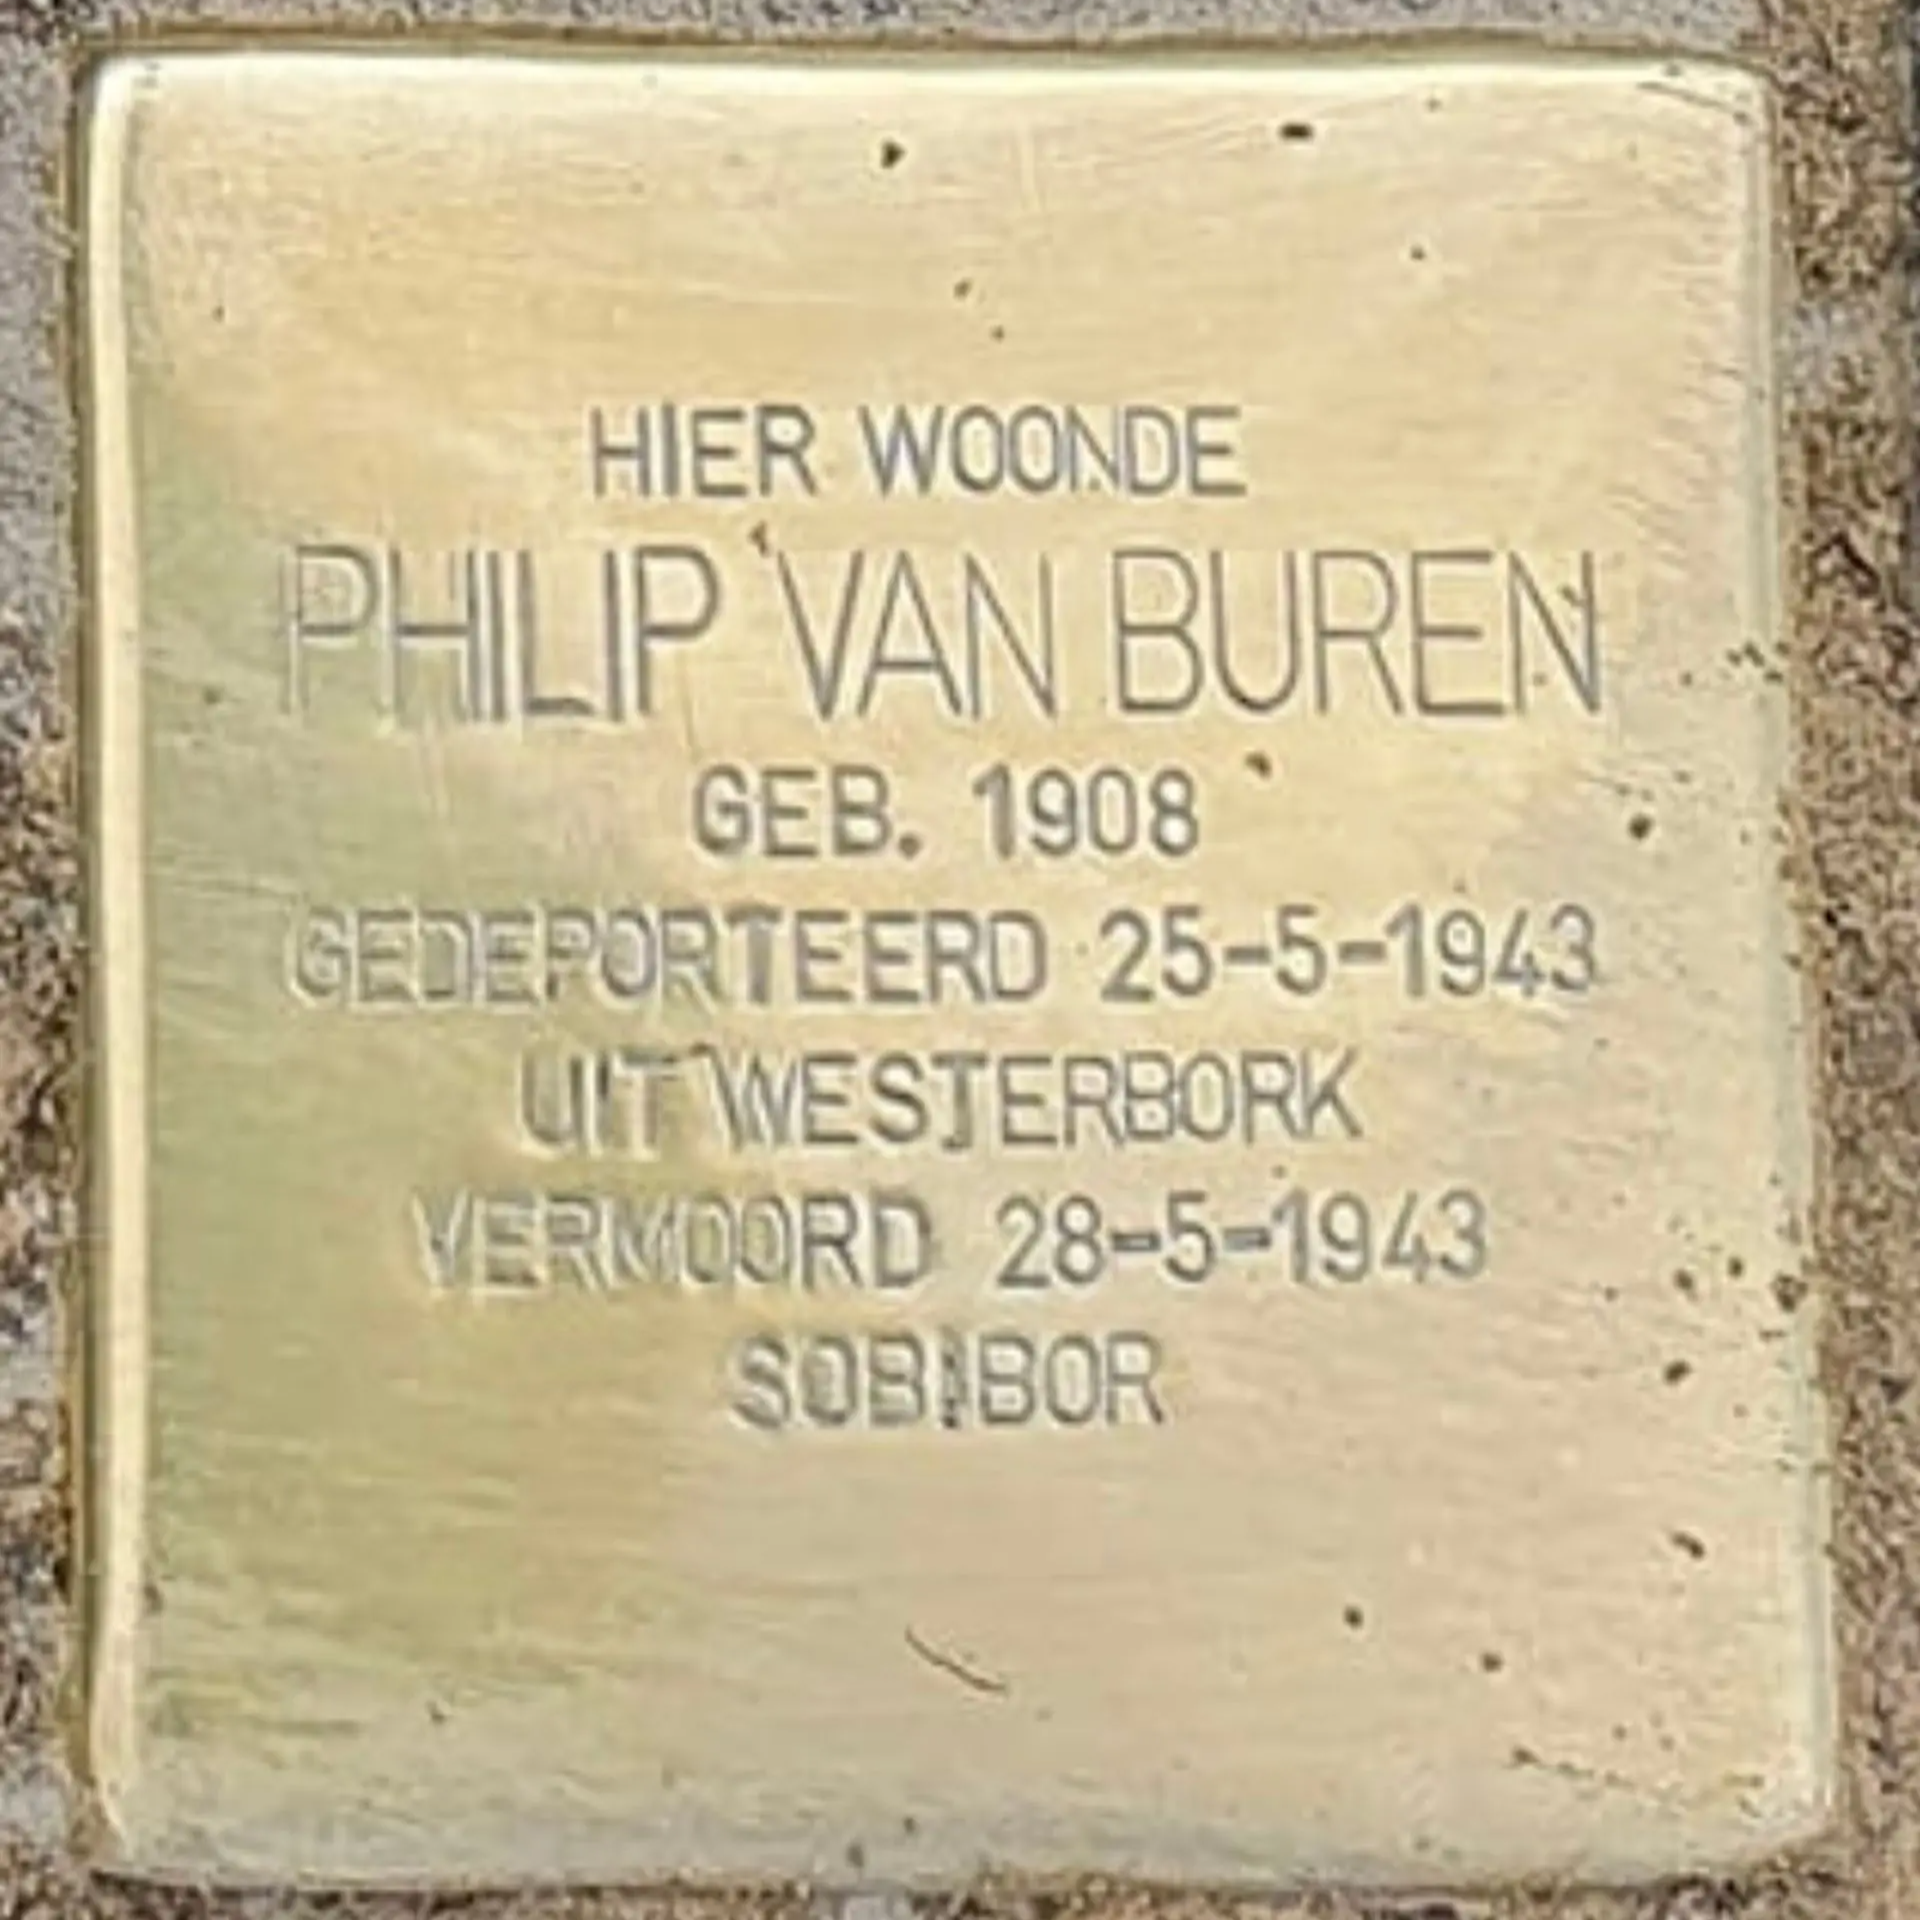 HIER WOONDE
PHILIP VAN BUREN
GEB. 1908
GEDEPORTEERD 25-5-1943
UIT WESTERBORK
VERMOORD 28-5-1943
SOBIBOR